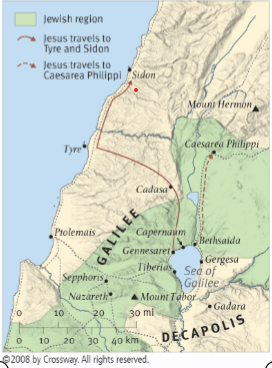 Jewish region
Jesus travels to
Tyre and Sidon
Jesus travels to
Caesarea Philippi
Sidon
Mount Hermon
Caesarea Philippi
Tyre
Cadasa
GALILEE
Ptolemais
Capernaum
Bethsaida
Gennesaret
Tiberias
Sea of
Galilee
Gergesa
Sepphoris
Nazareth
Mount Tabor
Gadara
DECAPOLIS
0 10 20 30 mi
0 10 20 30 40 km
©2008 by Crossway. All rights reserved.